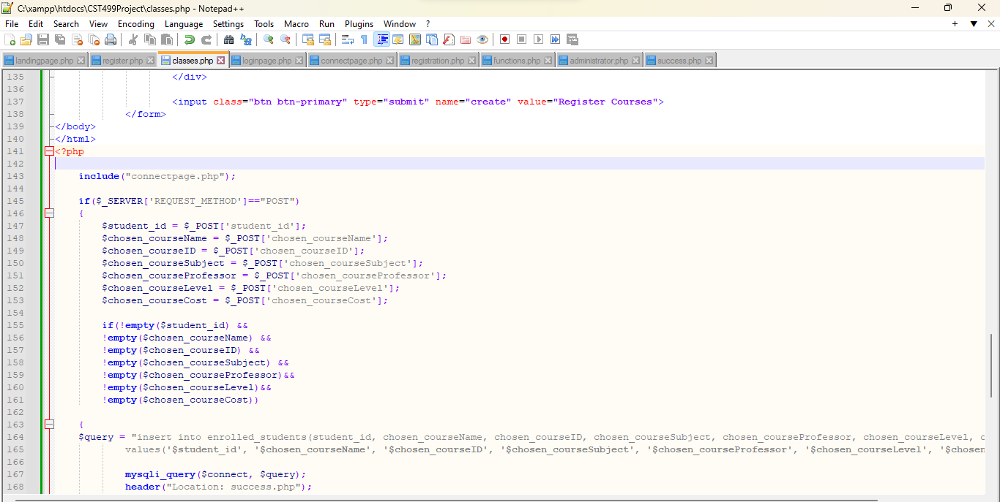 C:\xampp\htdocs\CST499Project\classes.php - Notepad++
File Edit Search View Encoding Language Settings Tools Macro Run Plugins Window ?
landingpage.php register.php classes.php loginpage.php connectpage.php registration.php functions.php administrator.php success.php
135 </div>
136
137 <input class="btn btn-primary" type="submit" name="create" value="Register Courses">
138 </form>
139 </body>
140 </html>
141 <?php
142
143 include("connectpage.php");
144
145 if($_SERVER['REQUEST_METHOD']=="POST")
146 {
147 $student_id = $_POST['student_id'];
148 $chosen_courseName = $_POST['chosen_courseName'];
149 $chosen_courseID = $_POST['chosen_courseID'];
150 $chosen_courseSubject = $_POST['chosen_courseSubject'];
151 $chosen_courseProfessor = $_POST['chosen_courseProfessor'];
152 $chosen_courseLevel = $_POST['chosen_courseLevel'];
153 $chosen_courseCost = $_POST['chosen_courseCost'];
154
155 if(!empty($student_id) &&
156 !empty($chosen_courseName) &&
157 !empty($chosen_courseID) &&
158 !empty($chosen_courseSubject) &&
159 !empty($chosen_courseProfessor)&&
160 !empty($chosen_courseLevel)&&
161 !empty($chosen_courseCost))
162
163 {
164 $query = "insert into enrolled_students(student_id, chosen_courseName, chosen_courseID, chosen_courseSubject, chosen_courseProfessor, chosen_courseLevel, c
165 values('$student_id', '$chosen_courseName', '$chosen_courseID', '$chosen_courseSubject', '$chosen_courseProfessor', '$chosen_courseLevel', '$chosen
166
167 mysqli_query($connect, $query);
168 header("Location: success.php");